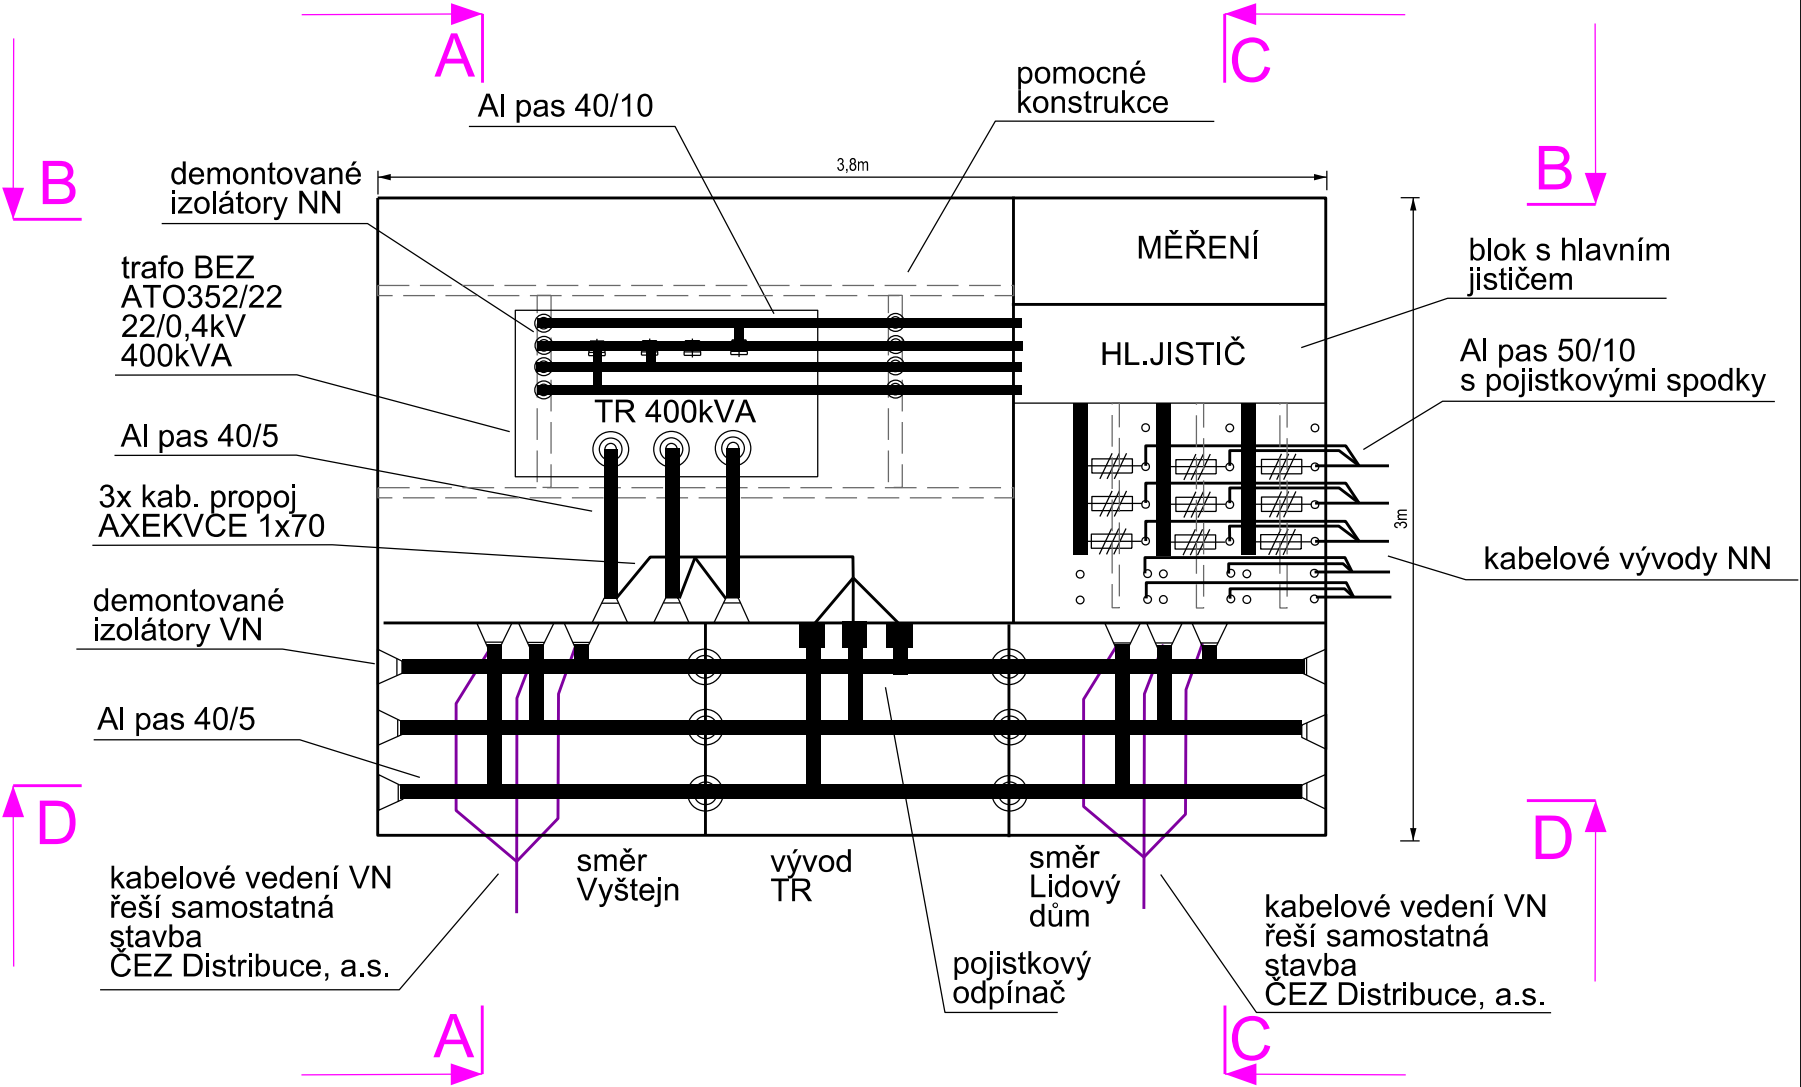 A
C
pomocné
konstrukce
Al pas 40/10
3,8m
B
B
demontované
izolátory NN
MĚŘENÍ
blok s hlavním
jističem
trafo BEZ
ATO352/22
22/0,4kV
400kVA
HL.JISTIČ
Al pas 50/10
s pojistkovými spodky
TR 400kVA
Al pas 40/5
3x kab. propoj
AXEKVCE 1x70
3m
kabelové vývody NN
demontované
izolátory VN
Al pas 40/5
D
D
směr
Vyštejn
vývod
TR
směr
Lidový
dům
kabelové vedení VN
řeší samostatná
stavba
ČEZ Distribuce, a.s.
kabelové vedení VN
řeší samostatná
stavba
ČEZ Distribuce, a.s.
pojistkový
odpínač
A
C